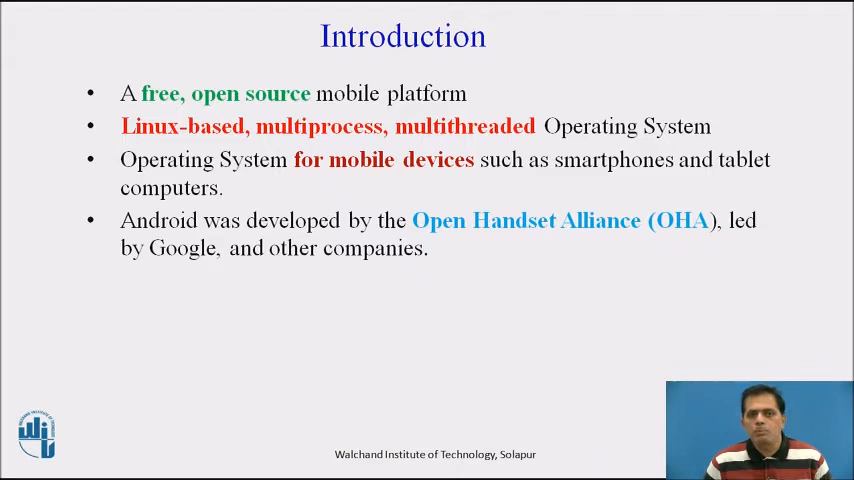 Introduction
• A free, open source mobile platform
• Linux-based, multiprocess, multithreaded Operating System
• Operating System for mobile devices such as smartphones and tablet
computers.
• Android was developed by the Open Handset Alliance (OHA), led
by Google, and other companies.
Walchand Institute of Technology, Solapur